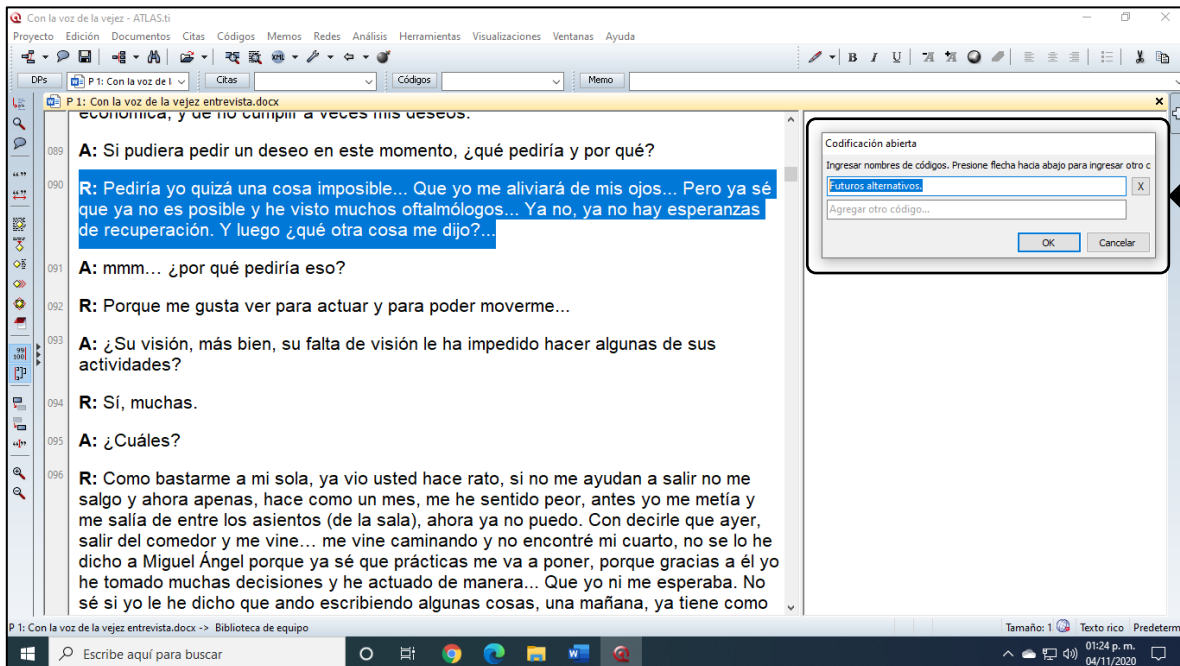 Con la voz de la vejez - ATLAS.ti
Proyecto Edición Documentos Citas Códigos Memos Redes Análisis Herramientas Visualizaciones Ventanas Ayuda
B I U
DPs P 1: Con la voz de l Citas Códigos Memo
P 1: Con la voz de la vejez entrevista.docx
económica, y de no cumplir a veces mis deseos.
089 A: Si pudiera pedir un deseo en este momento, ¿qué pediría y por qué?
090 R: Pediría yo quizá una cosa imposible... Que yo me aliviará de mis ojos... Pero ya sé
que ya no es posible y he visto muchos oftalmólogos... Ya no, ya no hay esperanzas
de recuperación. Y luego ¿qué otra cosa me dijo?...
091 A: mmm... ¿por qué pediría eso?
092 R: Porque me gusta ver para actuar y para poder moverme...
093 A: ¿Su visión, más bien, su falta de visión le ha impedido hacer algunas de sus
actividades?
094 R: Sí, muchas.
095 A: ¿Cuáles?
096 R: Como bastarme a mi sola, ya vio usted hace rato, si no me ayudan a salir no me
salgo y ahora apenas, hace como un mes, me he sentido peor, antes yo me metía y
me salía de entre los asientos (de la sala), ahora ya no puedo. Con decirle que ayer,
salir del comedor y me vine... me vine caminando y no encontré mi cuarto, no se lo he
dicho a Miguel Ángel porque ya sé que prácticas me va a poner, porque gracias a él yo
he tomado muchas decisiones y he actuado de manera... Que yo ni me esperaba. No
sé si yo le he dicho que ando escribiendo algunas cosas, una mañana, ya tiene como
Codificación abierta
Ingresar nombres de códigos. Presione flecha hacia abajo para ingresar otro c
Futuros alternativos.
X
Agregar otro código...
OK Cancelar
P 1: Con la voz de la vejez entrevista.docx -> Biblioteca de equipo
Tamaño: 1 Texto rico Predeterm
Escribe aquí para buscar
01:24 p. m.
04/11/2020